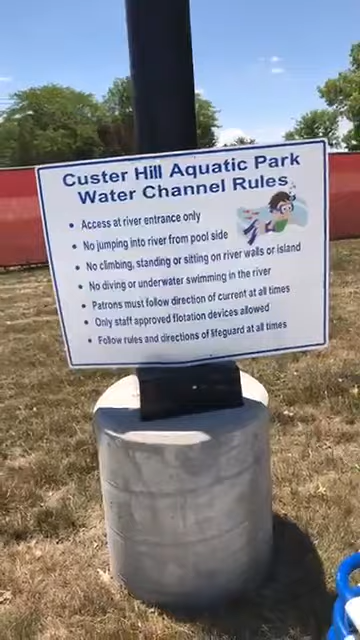 Custer Hill Aquatic Park
Water Channel Rules
• Access at river entrance only
• No jumping into river from pool side
• No climbing, standing or sitting on river walls or island
• No diving or underwater swimming in the river
• Patrons must follow direction of current at all times
• Only staff approved flotation devices allowed
• Follow rules and directions of lifeguard at all times